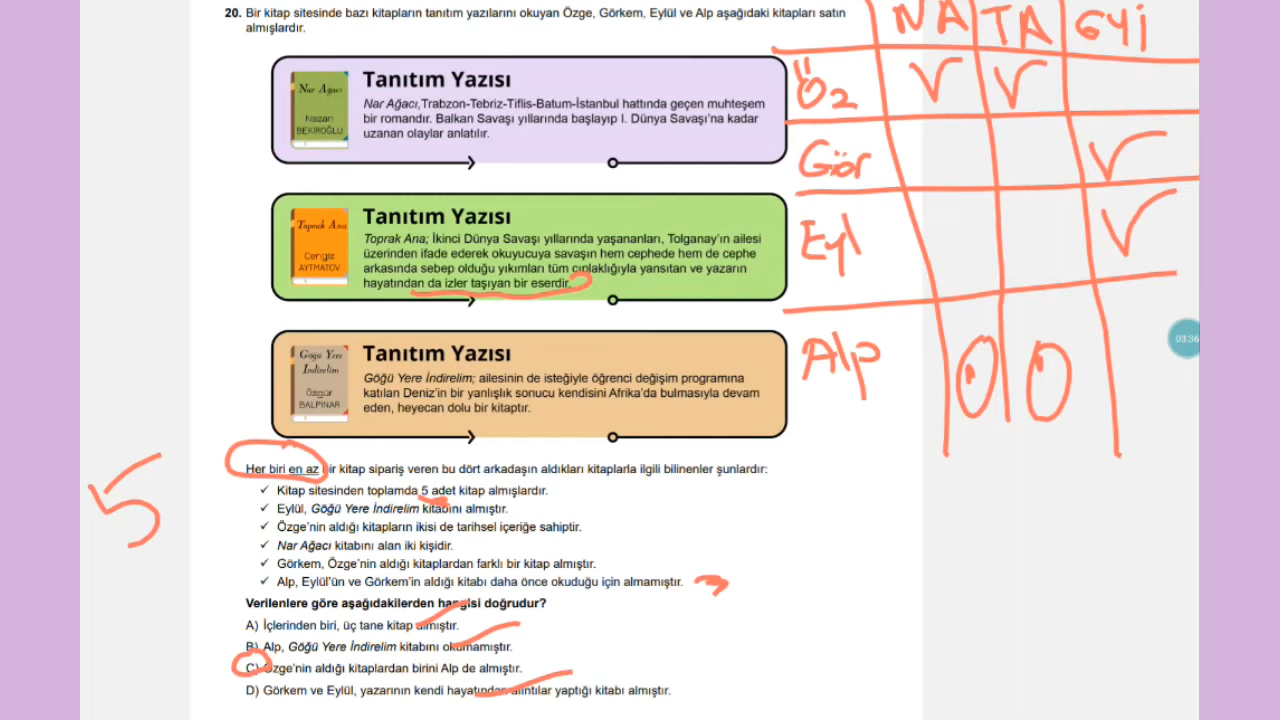 20. Bir kitap sitesinde bazı kitapların tanıtım yazılarını okuyan Özge, Görkem, Eylül ve Alp aşağıdaki kitapları satın
almışlardır.
Nar Ağacı
Nazan
BEKİROĞLU
Tanıtım Yazısı
Nar Ağacı,Trabzon-Tebriz-Tiflis-Batum-İstanbul hattında geçen muhteşem
bir romandır. Balkan Savaşı yıllarında başlayıp I. Dünya Savaşı'na kadar
uzanan olaylar anlatılır.
Toprak Ana
Cengiz
AYTMATOV
Tanıtım Yazısı
Toprak Ana; İkinci Dünya Savaşı yıllarında yaşananları, Tolganay'ın ailesi
üzerinden ifade ederek okuyucuya savaşın hem cephede hem de cephe
arkasında sebep olduğu yıkımları tüm çıplaklığıyla yansıtan ve yazarın
hayatından da izler taşıyan bir eserdir.
Göğü Yere
İndirelim
Özgür
BALPINAR
Tanıtım Yazısı
Göğü Yere İndirelim; ailesinin de isteğiyle öğrenci değişim programına
katılan Deniz'in bir yanlışlık sonucu kendisini Afrika'da bulmasıyla devam
eden, heyecan dolu bir kitaptır.
Her biri en az bir kitap sipariş veren bu dört arkadaşın aldıkları kitaplarla ilgili bilinenler şunlardır:
✓ Kitap sitesinden toplamda 5 adet kitap almışlardır.
✓ Eylül, Göğü Yere İndirelim kitabını almıştır.
✓ Özge'nin aldığı kitapların ikisi de tarihsel içeriğe sahiptir.
✓ Nar Ağacı kitabını alan iki kişidir.
✓ Görkem, Özge'nin aldığı kitaplardan farklı bir kitap almıştır.
✓ Alp, Eylül'ün ve Görkem'in aldığı kitabı daha önce okuduğu için almamıştır.
Verilenlere göre aşağıdakilerden hangisi doğrudur?
A) İçlerinden biri, üç tane kitap almıştır.
B) Alp, Göğü Yere İndirelim kitabını okumamıştır.
C) Özge'nin aldığı kitaplardan birini Alp de almıştır.
D) Görkem ve Eylül, yazarının kendi hayatından alıntılar yaptığı kitabı almıştır.
NA TA GYİ
Öz
Gör
Eyl
Alp
5
03:36